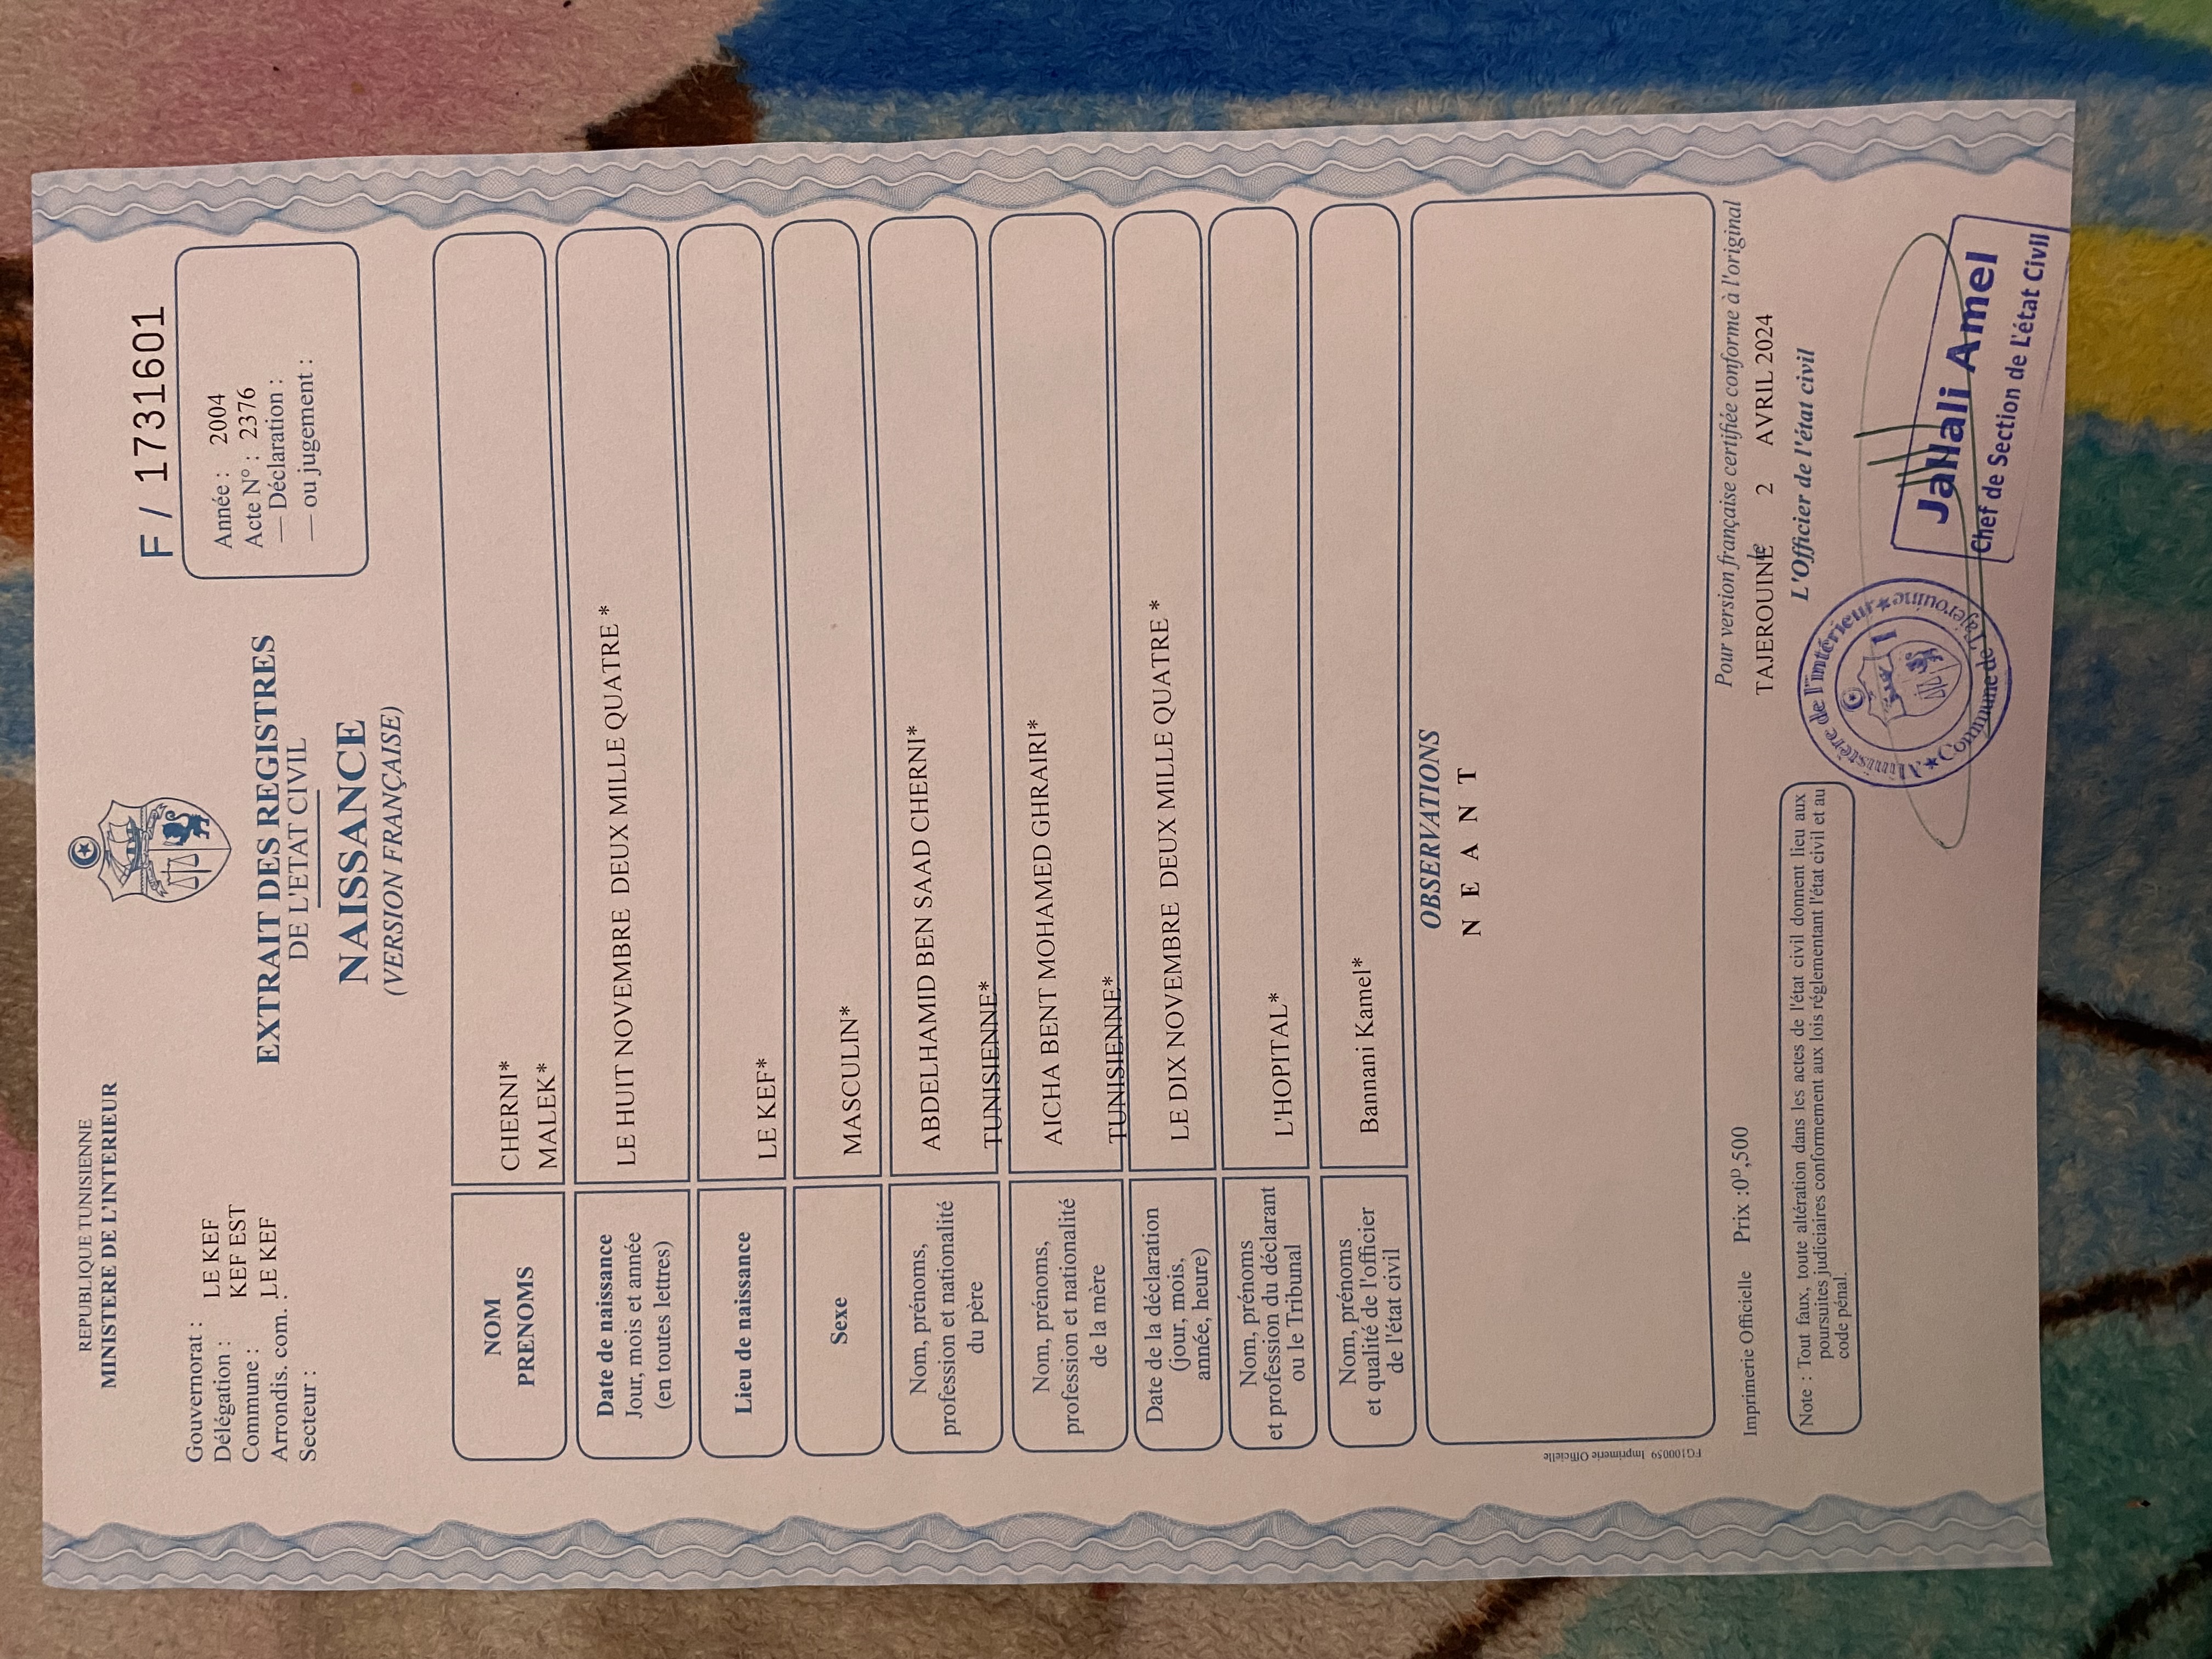 REPUBLIQUE TUNISIENNE
MINISTERE DE L'INTERIEUR
F / 1731601
Gouvernorat : LE KEF
Délégation : KEF EST
Commune : LE KEF
Arrondis. com. :
Secteur :
Année : 2004
Acte N° : 2376
— Déclaration :
— ou jugement :
EXTRAIT DES REGISTRES
DE L'ETAT CIVIL
NAISSANCE
(VERSION FRANÇAISE)
NOM
PRENOMS
CHERNI*
MALEK*
Date de naissance
Jour, mois et année
(en toutes lettres)
LE HUIT NOVEMBRE DEUX MILLE QUATRE *
Lieu de naissance
LE KEF*
Sexe
MASCULIN*
Nom, prénoms,
profession et nationalité
du père
ABDELHAMID BEN SAAD CHERNI*
TUNISIENNE*
Nom, prénoms,
profession et nationalité
de la mère
AICHA BENT MOHAMED GHRAIRI*
TUNISIENNE*
Date de la déclaration
(jour, mois,
année, heure)
LE DIX NOVEMBRE DEUX MILLE QUATRE *
Nom, prénoms
et profession du déclarant
ou le Tribunal
L'HOPITAL*
Nom, prénoms
et qualité de l'officier
de l'état civil
Bannani Kamel*
OBSERVATIONS
N E A N T
FG100059 Imprimerie Officielle
Imprimerie Officielle Prix :0ᴰ,500
Pour version française certifiée conforme à l'original
TAJEROUINE le 2 AVRIL 2024
L'Officier de l'état civil
Note : Tout faux, toute altération dans les actes de l'état civil donnent lieu aux
poursuites judiciaires conformement aux lois réglementant l'état civil et au
code pénal.
Ministère de l'intérieur
Commune de Tajerouine
Jallali Amel
Chef de Section de L'état Civil